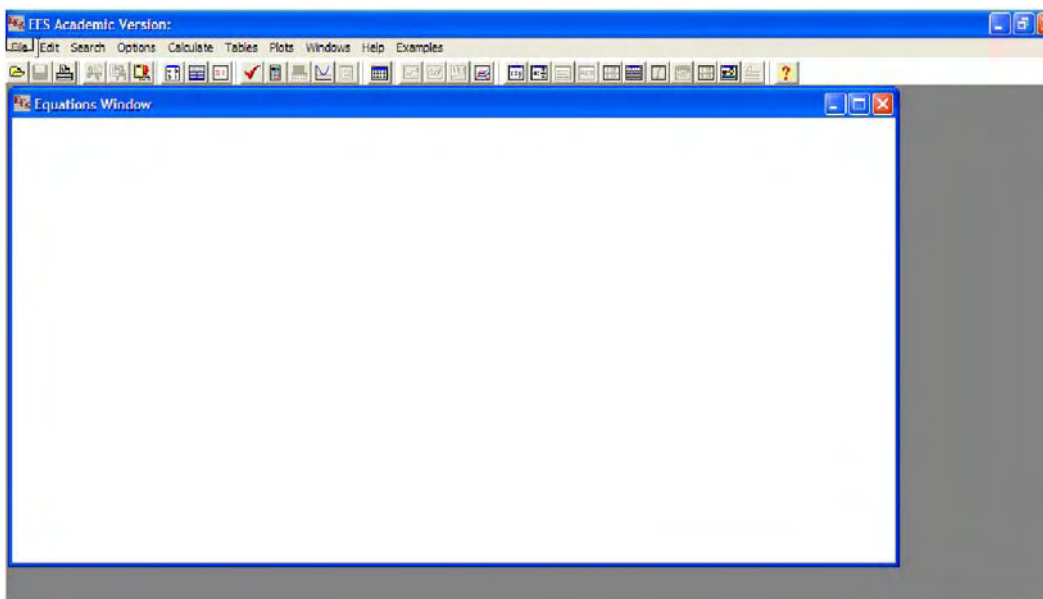 EES Academic Version:
File Edit Search Options Calculate Tables Plots Windows Help Examples
Equations Window